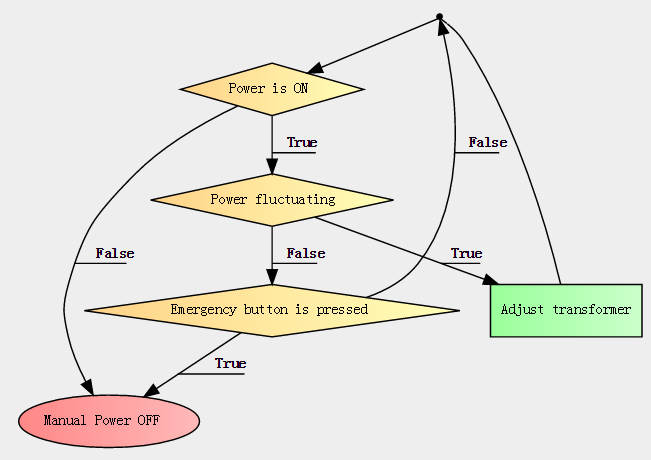 Power is ON
True
False
Power fluctuating
False
False
True
Emergency button is pressed
Adjust transformer
True
Manual Power OFF